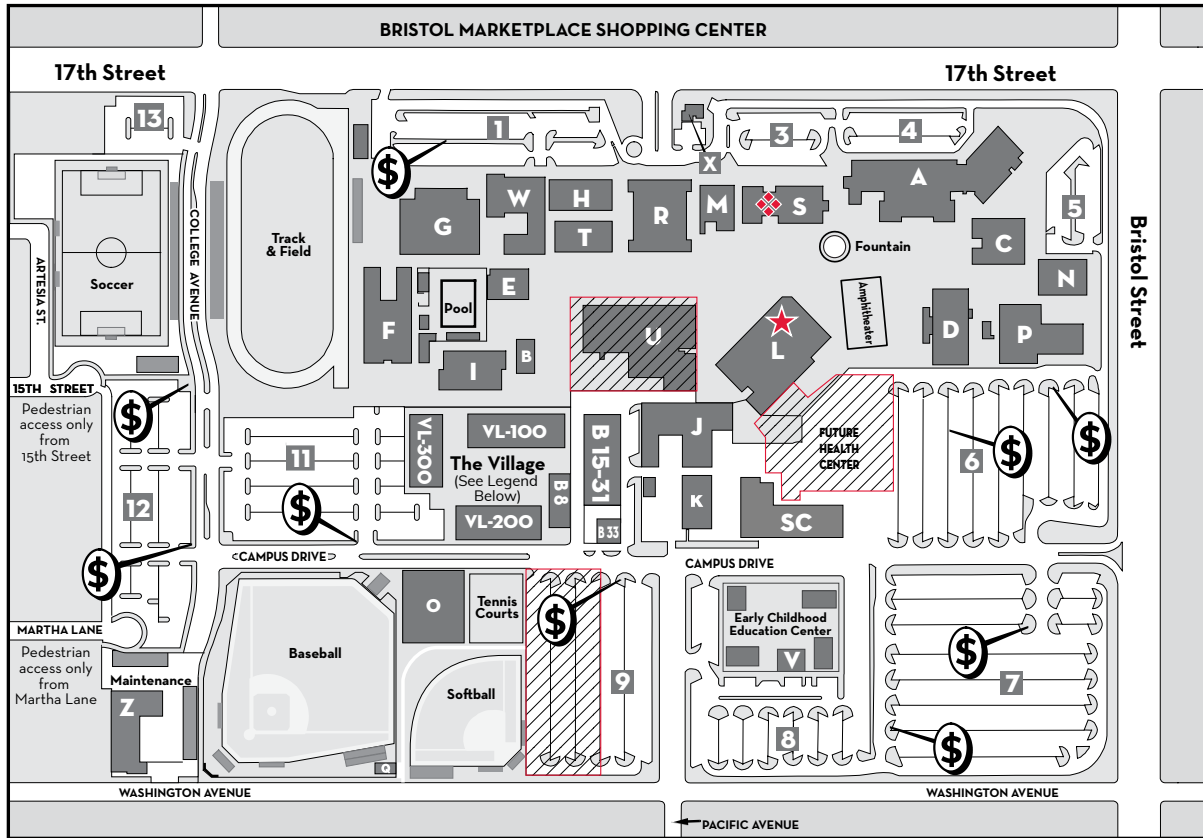 BRISTOL MARKETPLACE SHOPPING CENTER
17th Street
17th Street
13
1
3
4
X
A
5
W
H
G
R
M
S
T
C
COLLEGE AVENUE
Track
& Field
Fountain
Bristol Street
ARTESIA ST.
Soccer
N
E
Pool
Amphitheater
F
U
D
P
L
I
B
$
15TH STREET
Pedestrian
access only
from
15th Street
$
VL-300
VL-100
B 15-31
J
FUTURE
HEALTH
CENTER
$
$
11
The Village
(See Legend
Below)
6
B 8
K
12
$
VL-200
SC
B 33
$
CAMPUS DRIVE
CAMPUS DRIVE
O
Tennis
Courts
$
Early Childhood
Education Center
MARTHA LANE
Pedestrian
access only
from
Martha Lane
Baseball
V
$
Maintenance
Softball
9
7
Z
8
$
Q
WASHINGTON AVENUE
WASHINGTON AVENUE
PACIFIC AVENUE
$